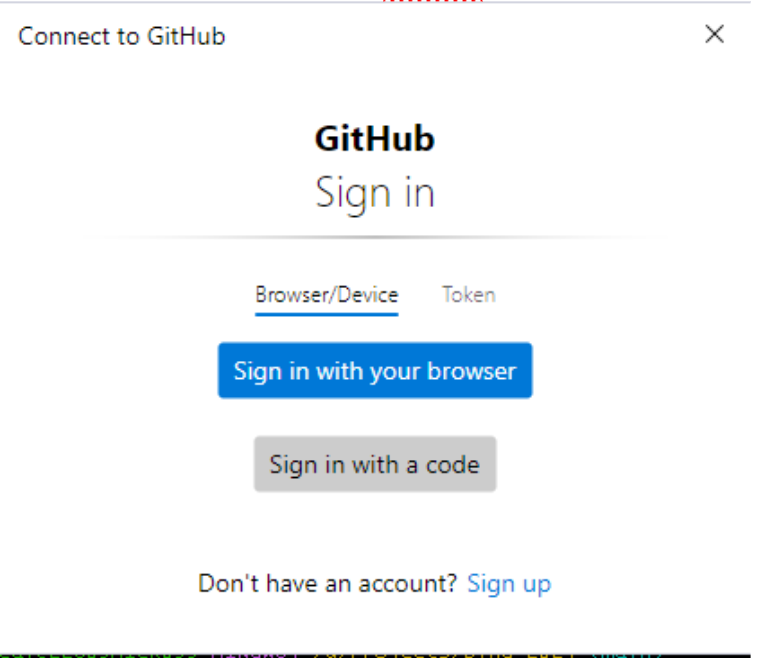 Connect to GitHub
GitHub
Sign in
Browser/Device Token
Sign in with your browser
Sign in with a code
Don't have an account? Sign up